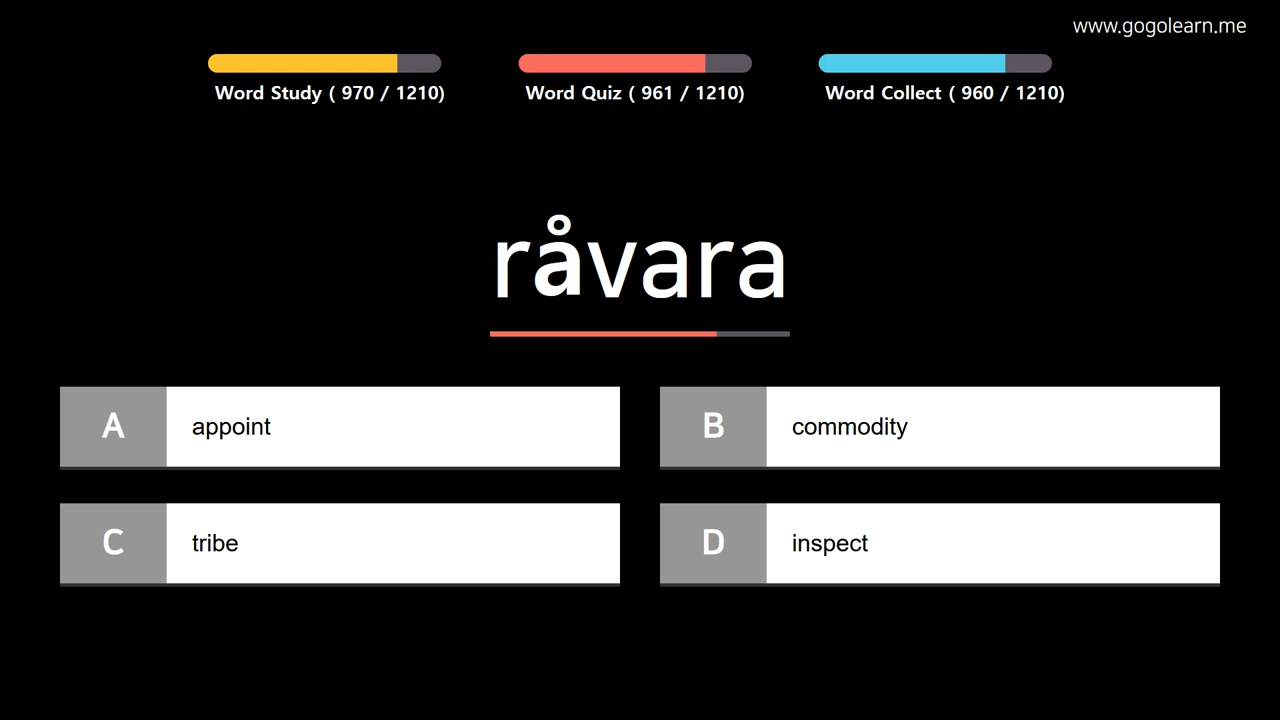 www.gogolearn.me
Word Study ( 970 / 1210)
Word Quiz ( 961 / 1210)
Word Collect ( 960 / 1210)
råvara
A appoint
B commodity
C tribe
D inspect